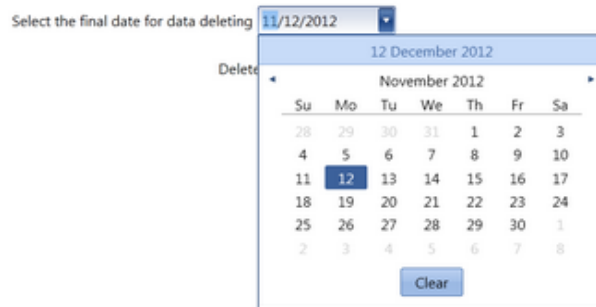 Select the final date for data deleting 11/12/2012
12 December 2012
Delete
November 2012
Su Mo Tu We Th Fr Sa
28 29 30 31 1 2 3
4 5 6 7 8 9 10
11 12 13 14 15 16 17
18 19 20 21 22 23 24
25 26 27 28 29 30 1
2 3 4 5 6 7 8
Clear